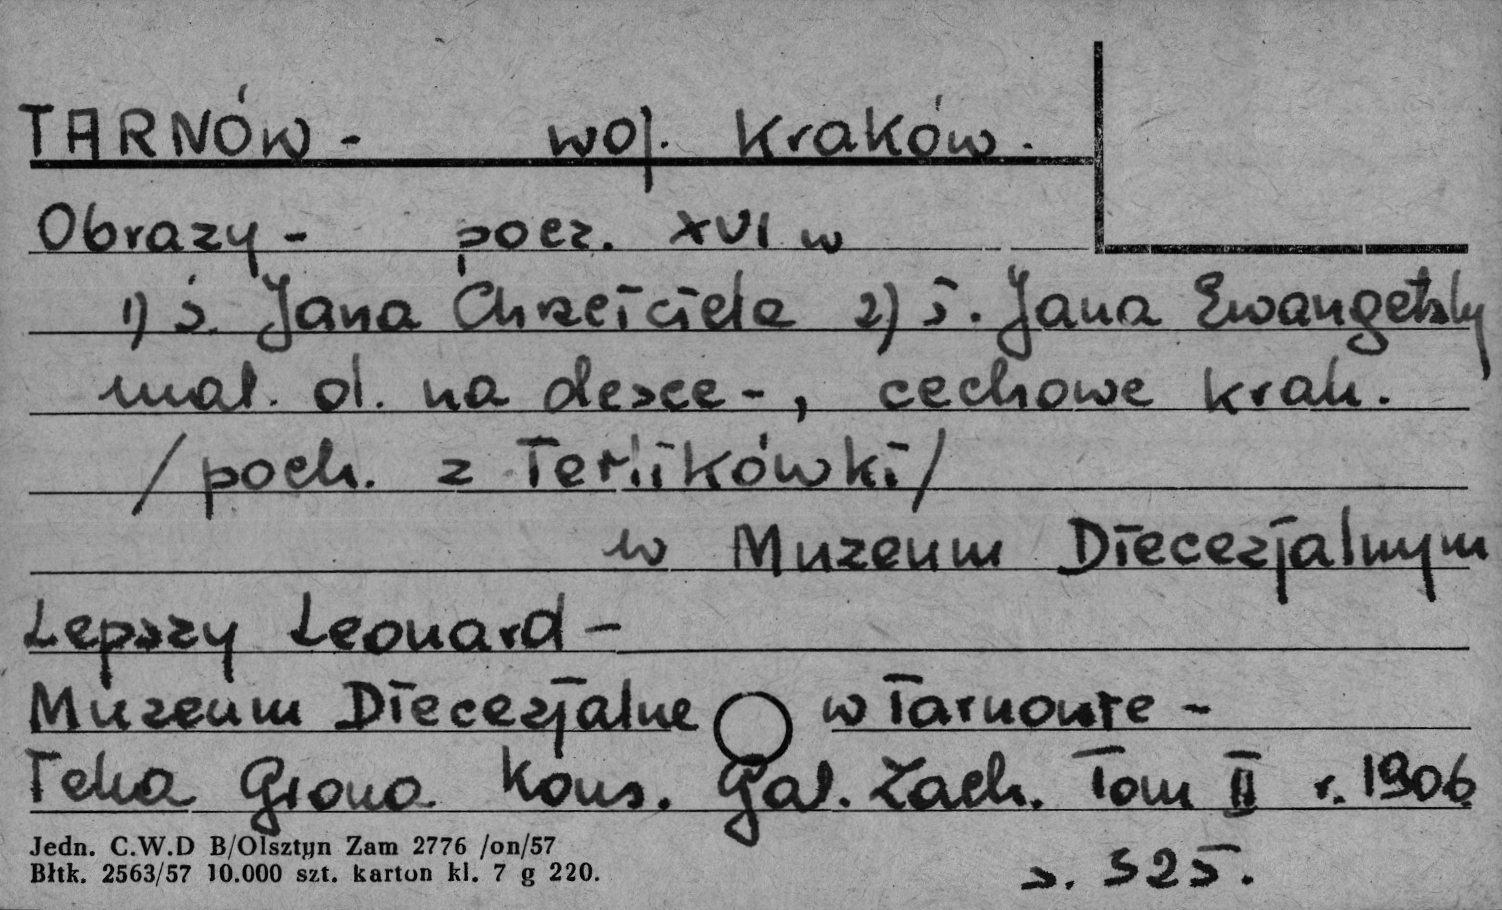 TARNÓW - woj. Kraków.
Obrazy - pocz. XVI w
1) ś. Jana Chrzciciela 2) ś. Jana Ewangelisty
mal. ol. na desce -, cechowe krak.
/poch. z Terlikówki/
w Muzeum Diecezjalnym
Lepszy Leonard -
Muzeum Diecezjalne w Tarnowie -
Teka Grona Kons. Gal. Zach. Tom II r. 1906
s. 325.
Jedn. C.W.D B/Olsztyn Zam 2776 /on/57
Błtk. 2563/57 10.000 szt. karton kl. 7 g 220.